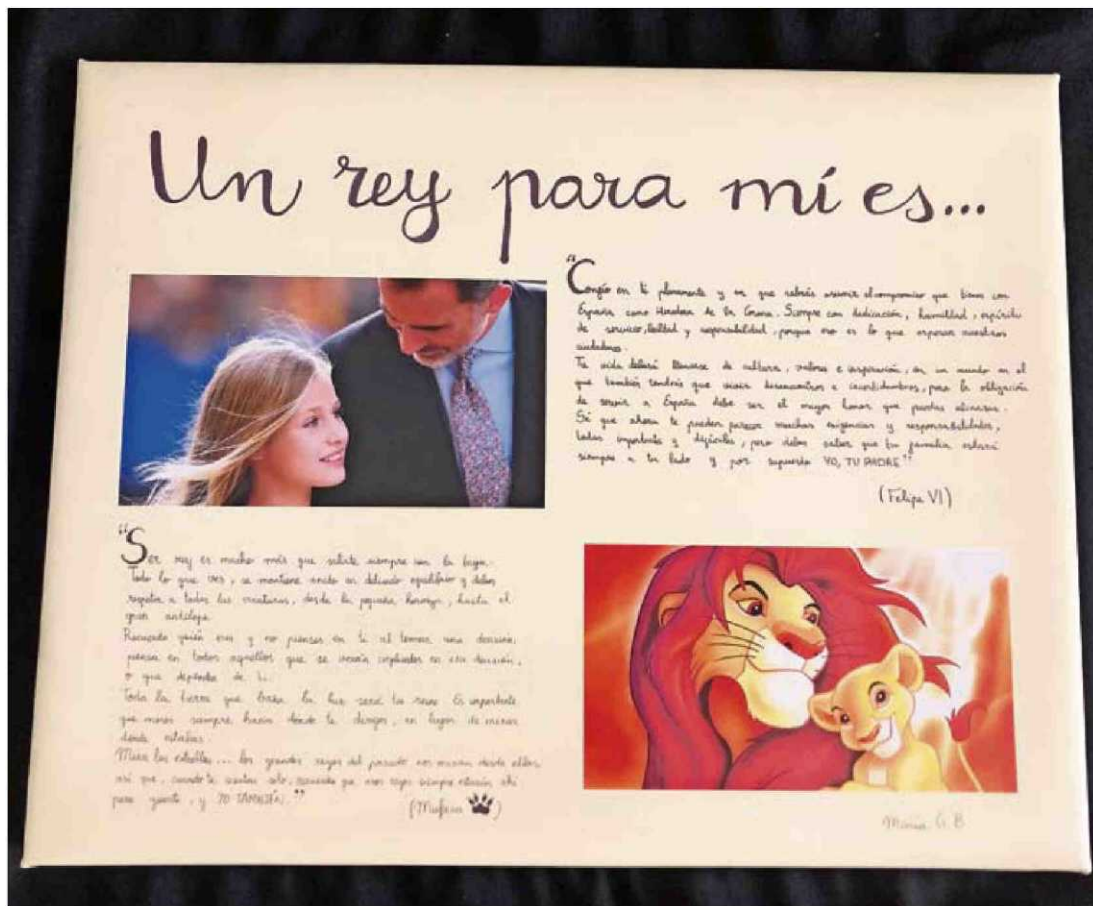 Un rey para mí es...
"Confío en ti plenamente y en que sabrás asumir el compromiso que tienes con
España como Heredera de la Corona. Siempre con dedicación, humildad, espíritu
de servicio, lealtad y responsabilidad, porque eso es lo que esperan nuestros
ciudadanos.
Tu vida deberá llenarse de cultura, valores e inspiración, en un mundo en el
que también tendrás que vivir desencuentros e incertidumbres, pero la obligación
de servir a España debe ser el mayor honor que puedas alcanzar.
Sé que ahora te pueden parecer muchas exigencias y responsabilidades,
todas importantes y difíciles, pero debes saber que tu familia estará
siempre a tu lado y por supuesto YO, TU PADRE"
(Felipe VI)
"Ser rey es mucho más que salirte siempre con la tuya.
Todo lo que ves, se mantiene unido en delicado equilibrio y debes
respetar a todas las criaturas, desde la pequeña hormiga, hasta el
gran antílope.
Recuerda quién eres y no pienses en ti al tomar una decisión,
piensa en todos aquéllos que se verán implicados en esa decisión,
o que dependen de ti.
Toda la tierra que baña la luz será tu reino. Es importante
que mires siempre hacia donde te diriges, en lugar de mirar
desde
Mira las estrellas... los grandes reyes del pasado nos miran desde ellas,
así que, cuando te sientas solo, recuerda que esos reyes siempre estarán ahí
para guiarte, y YO TAMBIÉN."
(Mufasa)
María G. B